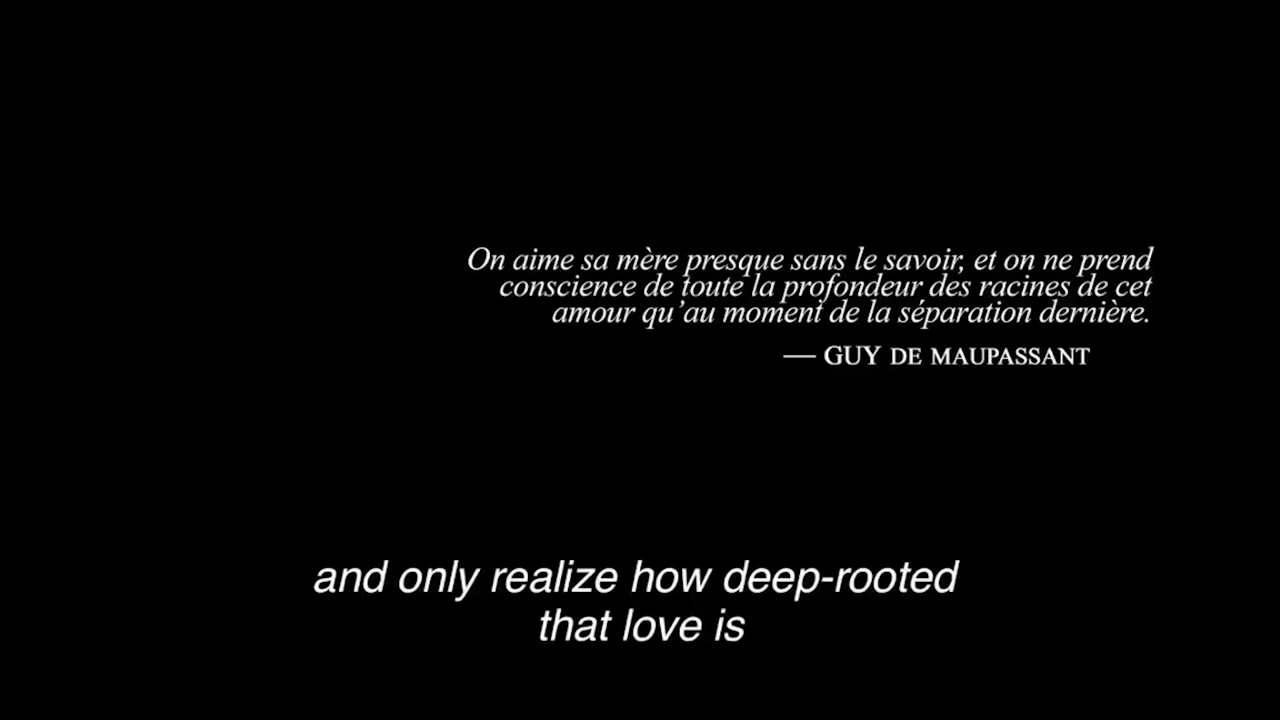 On aime sa mère presque sans le savoir, et on ne prend
conscience de toute la profondeur des racines de cet
amour qu'au moment de la séparation dernière.
— GUY DE MAUPASSANT
and only realize how deep-rooted
that love is